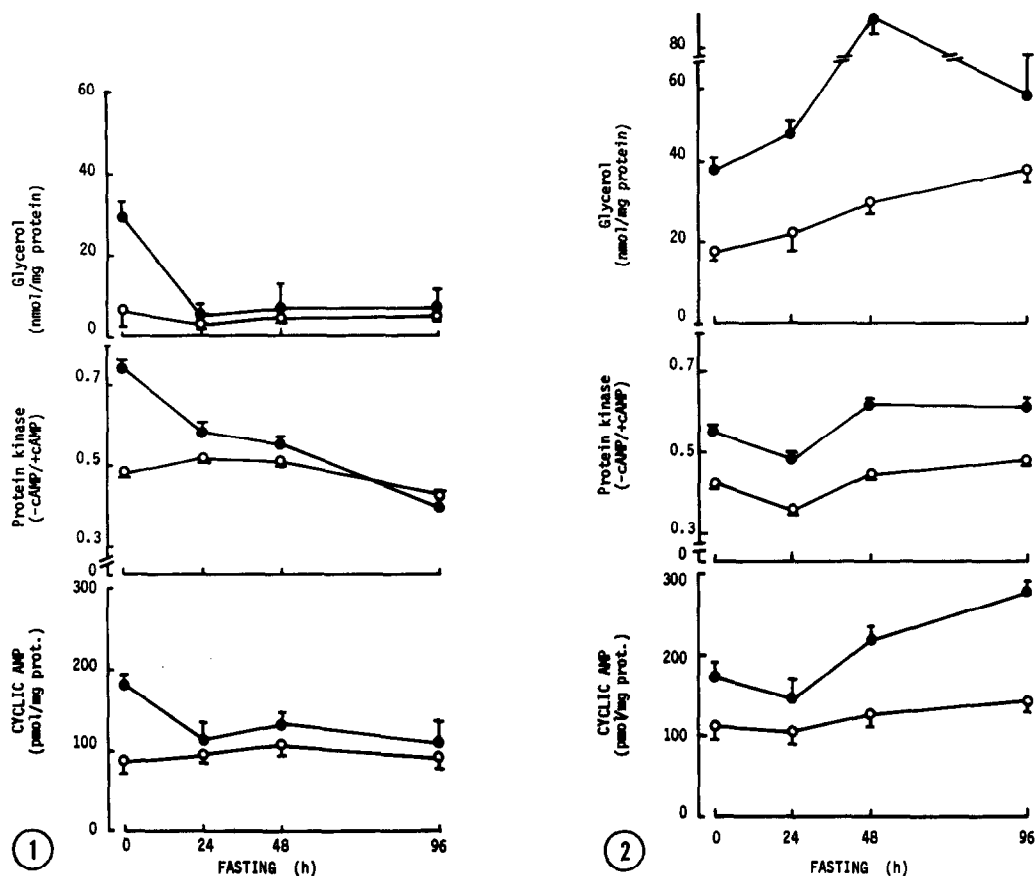 60
40
20
0
Glycerol
(nmol/mg protein)
0.7
0.5
0.3
0
Protein kinase
(-cAMP/+cAMP)
300
200
100
0
CYCLIC AMP
(pmol/mg prot.)
0 24 48 96
FASTING (h)
1
80
60
40
20
0
Glycerol
(nmol/mg protein)
0.7
0.5
0.3
0
Protein kinase
(-cAMP/+cAMP)
300
200
100
0
CYCLIC AMP
(pmol/mg prot.)
0 24 48 96
FASTING (h)
2